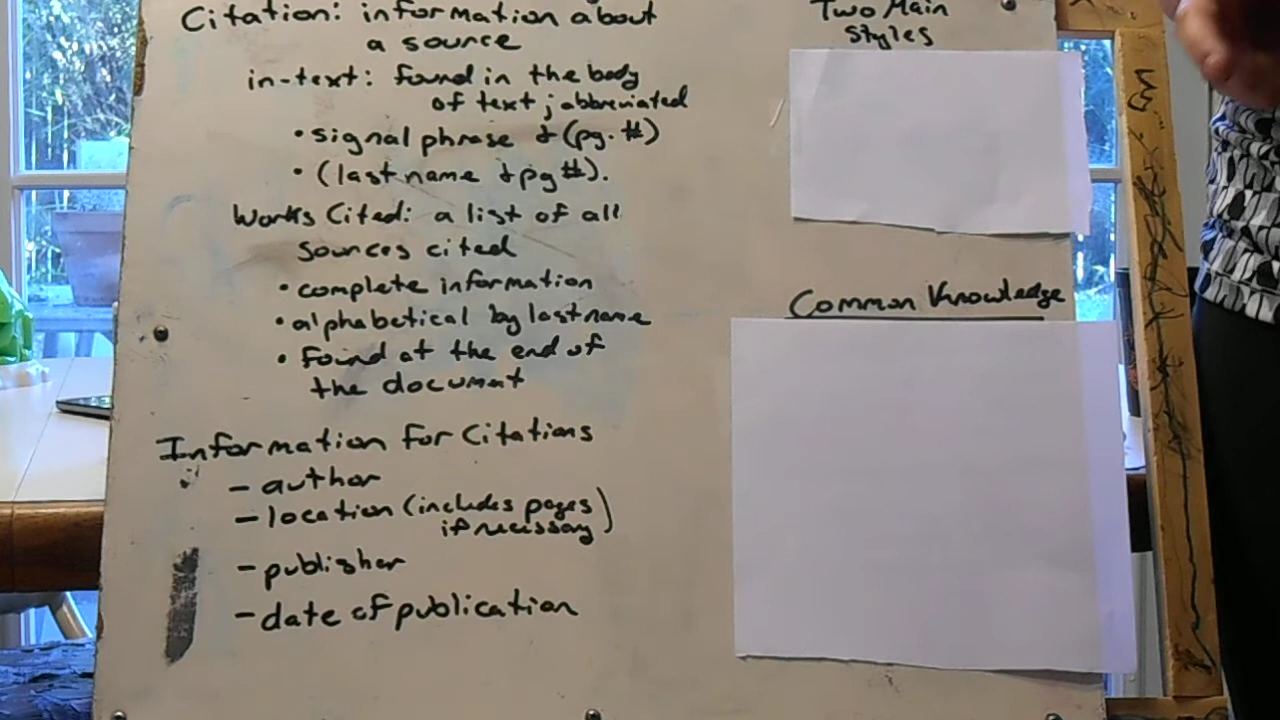 Citation: information about
a source
in-text: found in the body
of text; abbreviated
• signal phrase & (pg. #)
• (last name & pg #).
Works Cited: a list of all
sources cited
• complete information
• alphabetical by last name
• found at the end of
the document
Information for Citations
- author
- location (includes pages
if necessary)
- publisher
- date of publication
Two Main
Styles
Common Knowledge